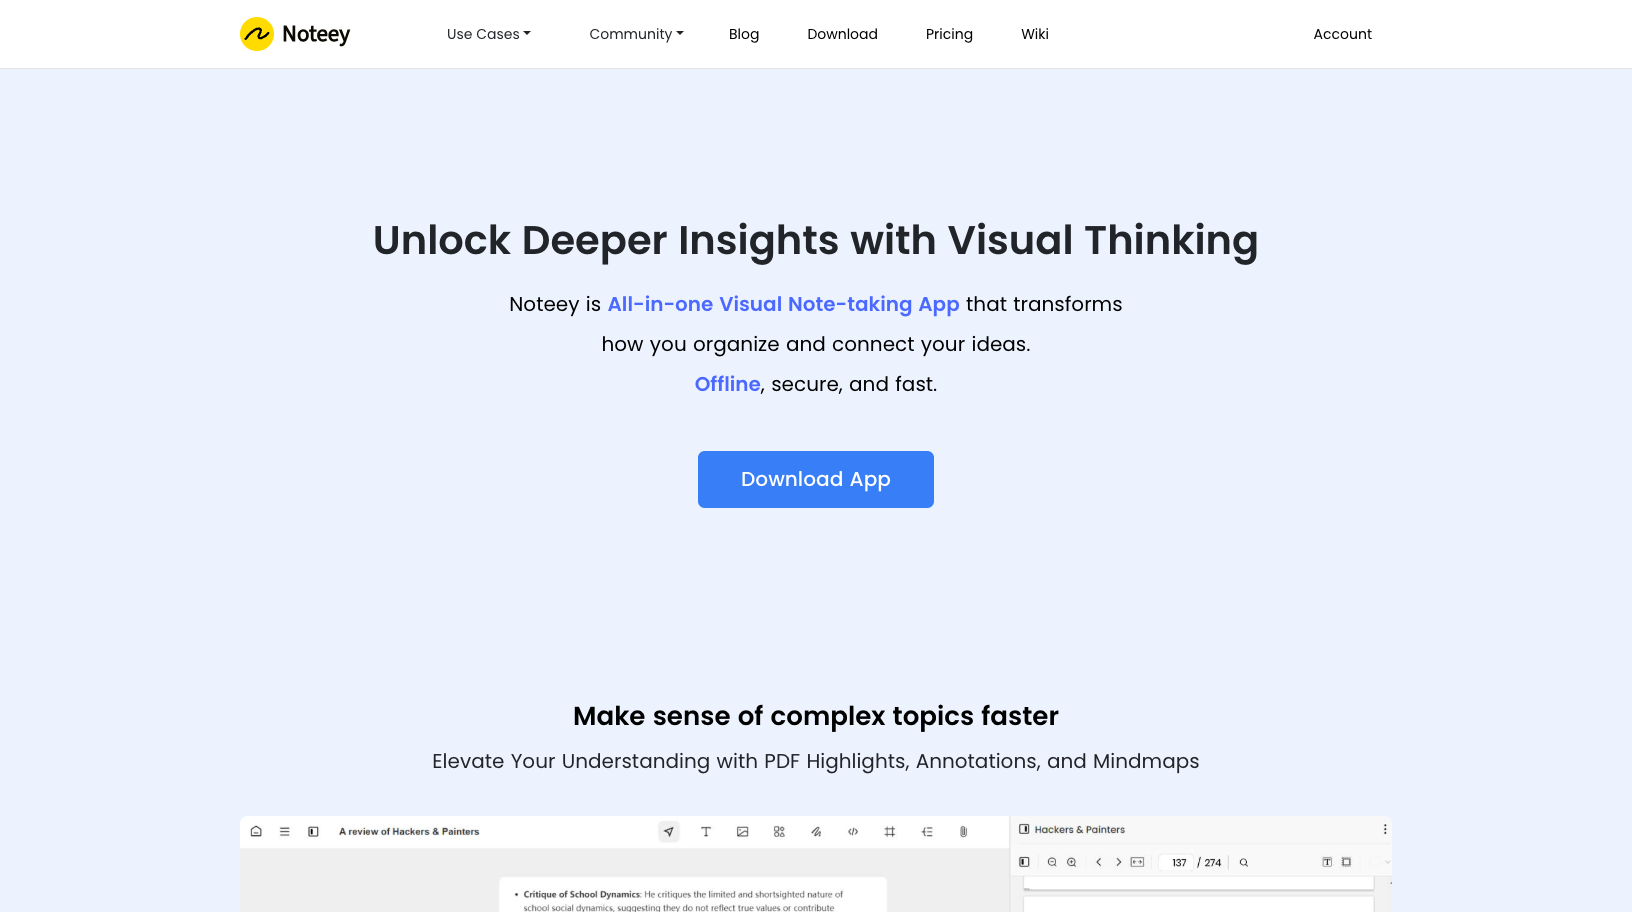 Noteey
Use Cases
Community
Blog
Download
Pricing
Wiki
Account
Unlock Deeper Insights with Visual Thinking
Noteey is All-in-one Visual Note-taking App that transforms
how you organize and connect your ideas.
Offline, secure, and fast.
Download App
Make sense of complex topics faster
Elevate Your Understanding with PDF Highlights, Annotations, and Mindmaps
A review of Hackers & Painters
Hackers & Painters
137 / 274
• Critique of School Dynamics: He critiques the limited and shortsighted nature of
school social dynamics, suggesting they do not reflect true values or contribute